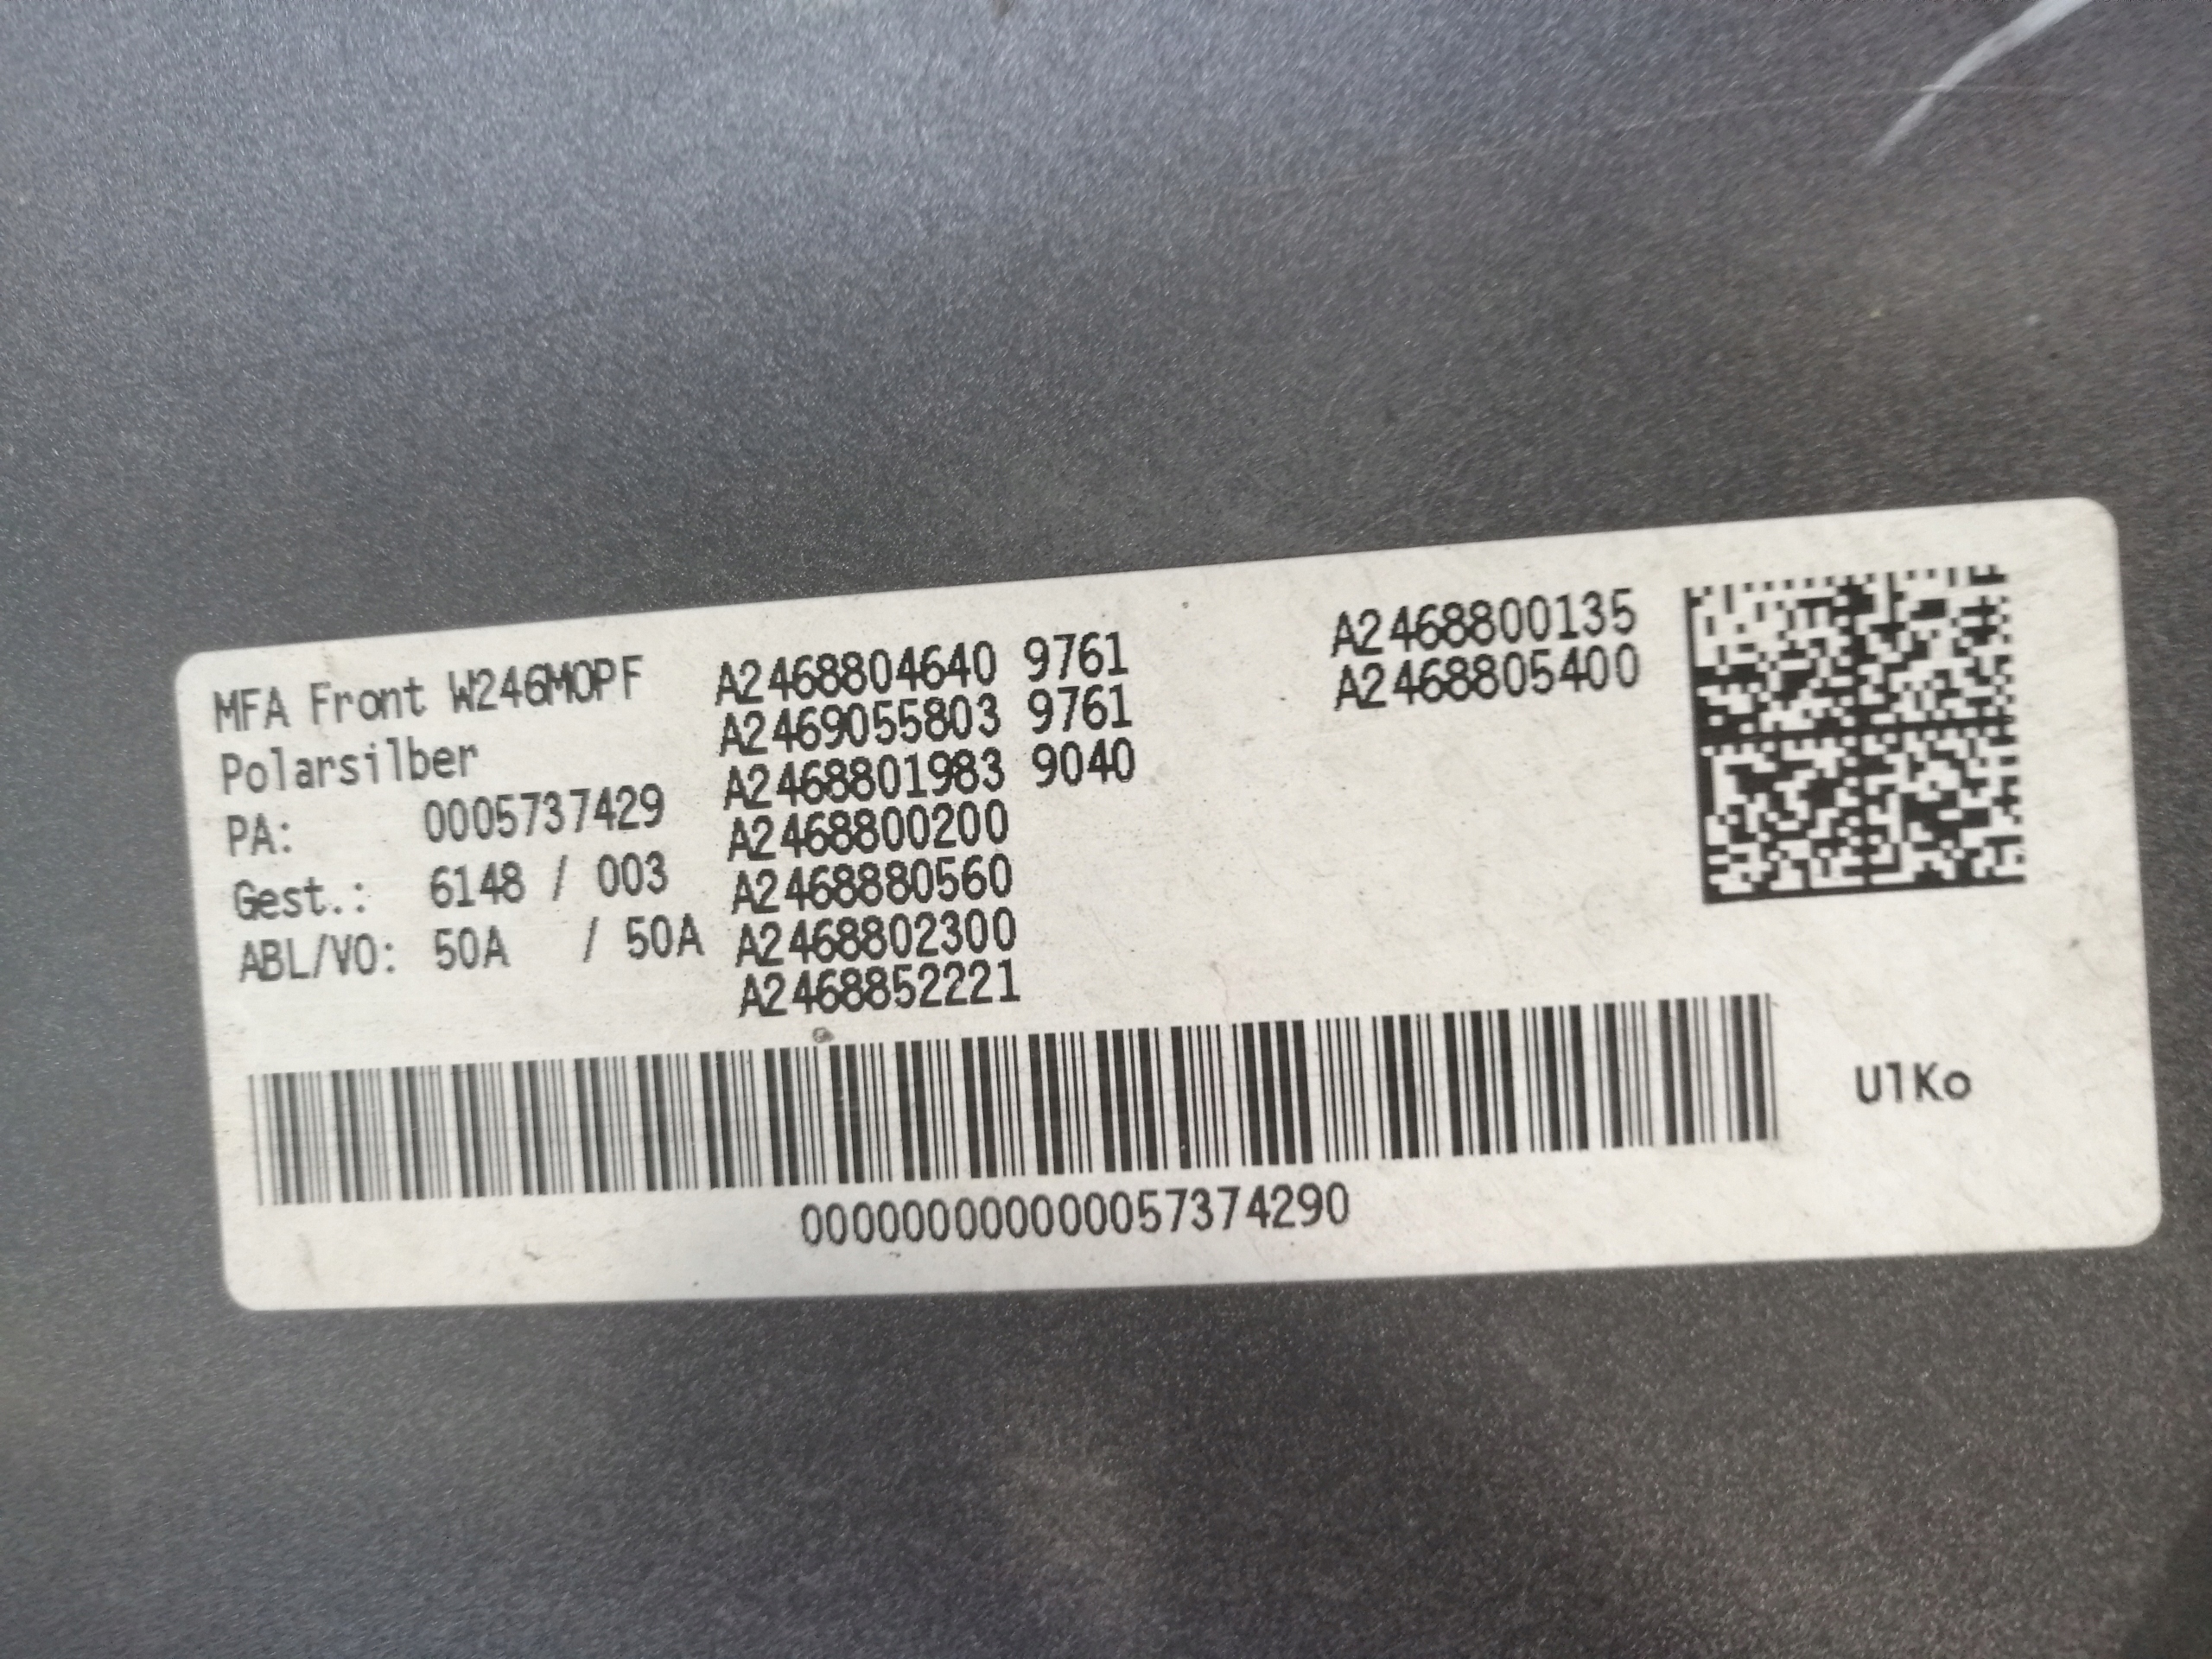 MFA Front W246MOPF
Polarsilber
PA: 0005737429
Gest.: 6148 / 003
ABL/VO: 50A / 50A
A2468804640 9761
A2469055803 9761
A2468801983 9040
A2468800200
A2468880560
A2468802300
A2468852221
A2468800135
A2468805400
U1Ko
000000000000057374290